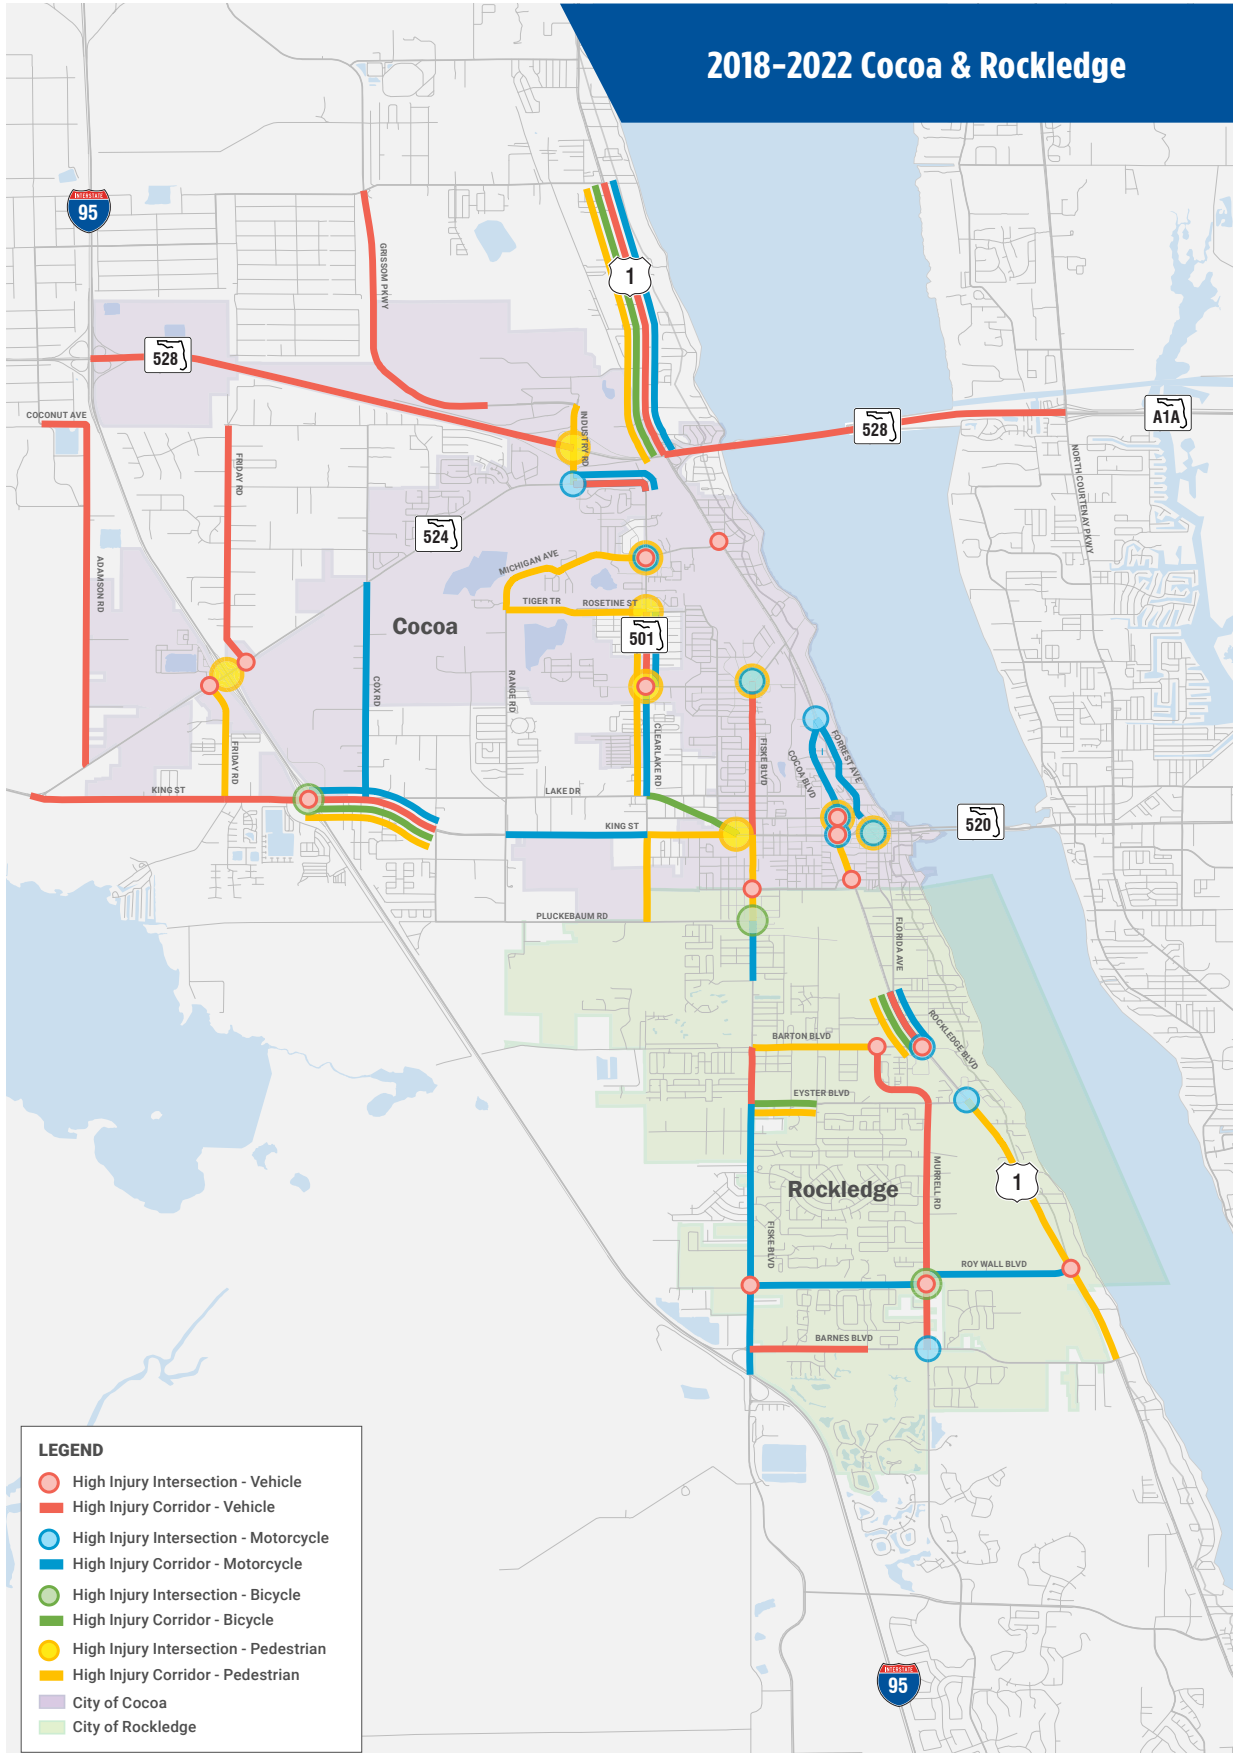 2018-2022 Cocoa & Rockledge
INTERSTATE
95
GRISSOM PKWY
1
528
COCONUT AVE
INDUSTRY RD
528
A1A
FRIDAY RD
NORTH COURTENAY PKWY
524
ADAMSON RD
MICHIGAN AVE
TIGER TR
ROSETINE ST
Cocoa
501
COX RD
RANGE RD
CLEARLAKE RD
FISKE BLVD
COCOA BLVD
FORREST AVE
FRIDAY RD
KING ST
LAKE DR
KING ST
520
PLUCKEBAUM RD
FLORIDA AVE
ROCKLEDGE BLVD
BARTON BLVD
EYSTER BLVD
MURRELL RD
1
Rockledge
FISKE BLVD
ROY WALL BLVD
BARNES BLVD
LEGEND
High Injury Intersection - Vehicle
High Injury Corridor - Vehicle
High Injury Intersection - Motorcycle
High Injury Corridor - Motorcycle
High Injury Intersection - Bicycle
High Injury Corridor - Bicycle
High Injury Intersection - Pedestrian
High Injury Corridor - Pedestrian
City of Cocoa
City of Rockledge
INTERSTATE
95